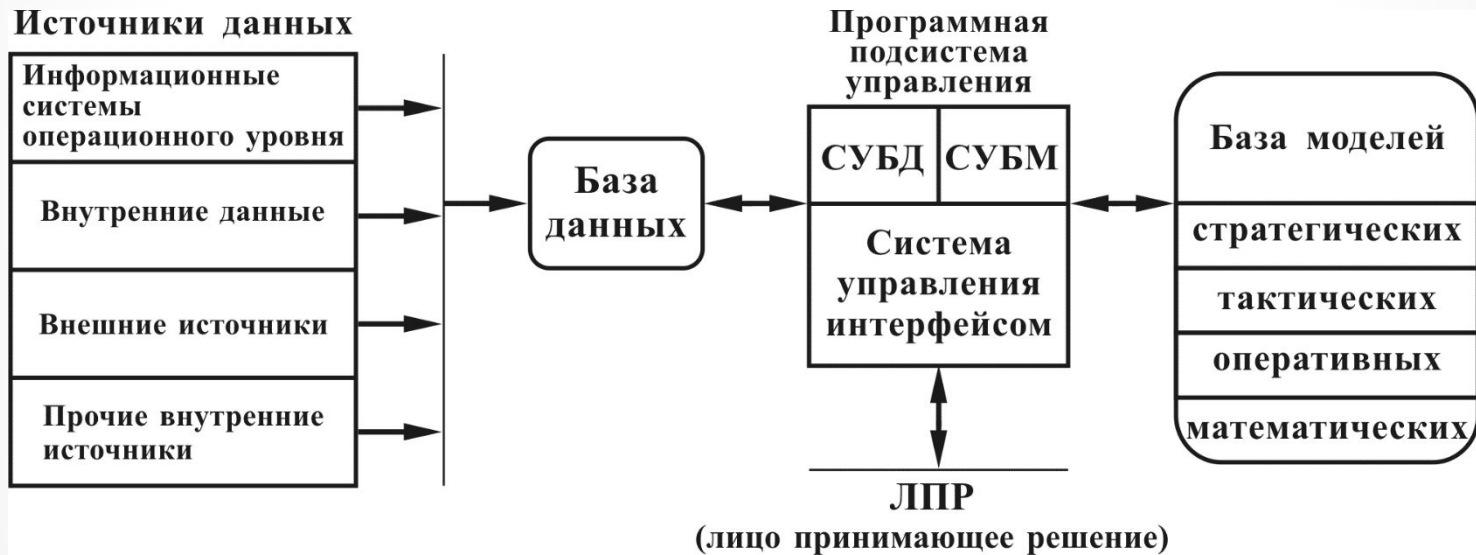 Источники данных
Информационные
системы
операционного уровня
Внутренние данные
Внешние источники
Прочие внутренние
источники
База
данных
Программная
подсистема
управления
СУБД
СУБМ
Система
управления
интерфейсом
ЛПР
(лицо принимающее решение)
База моделей
стратегических
тактических
оперативных
математических